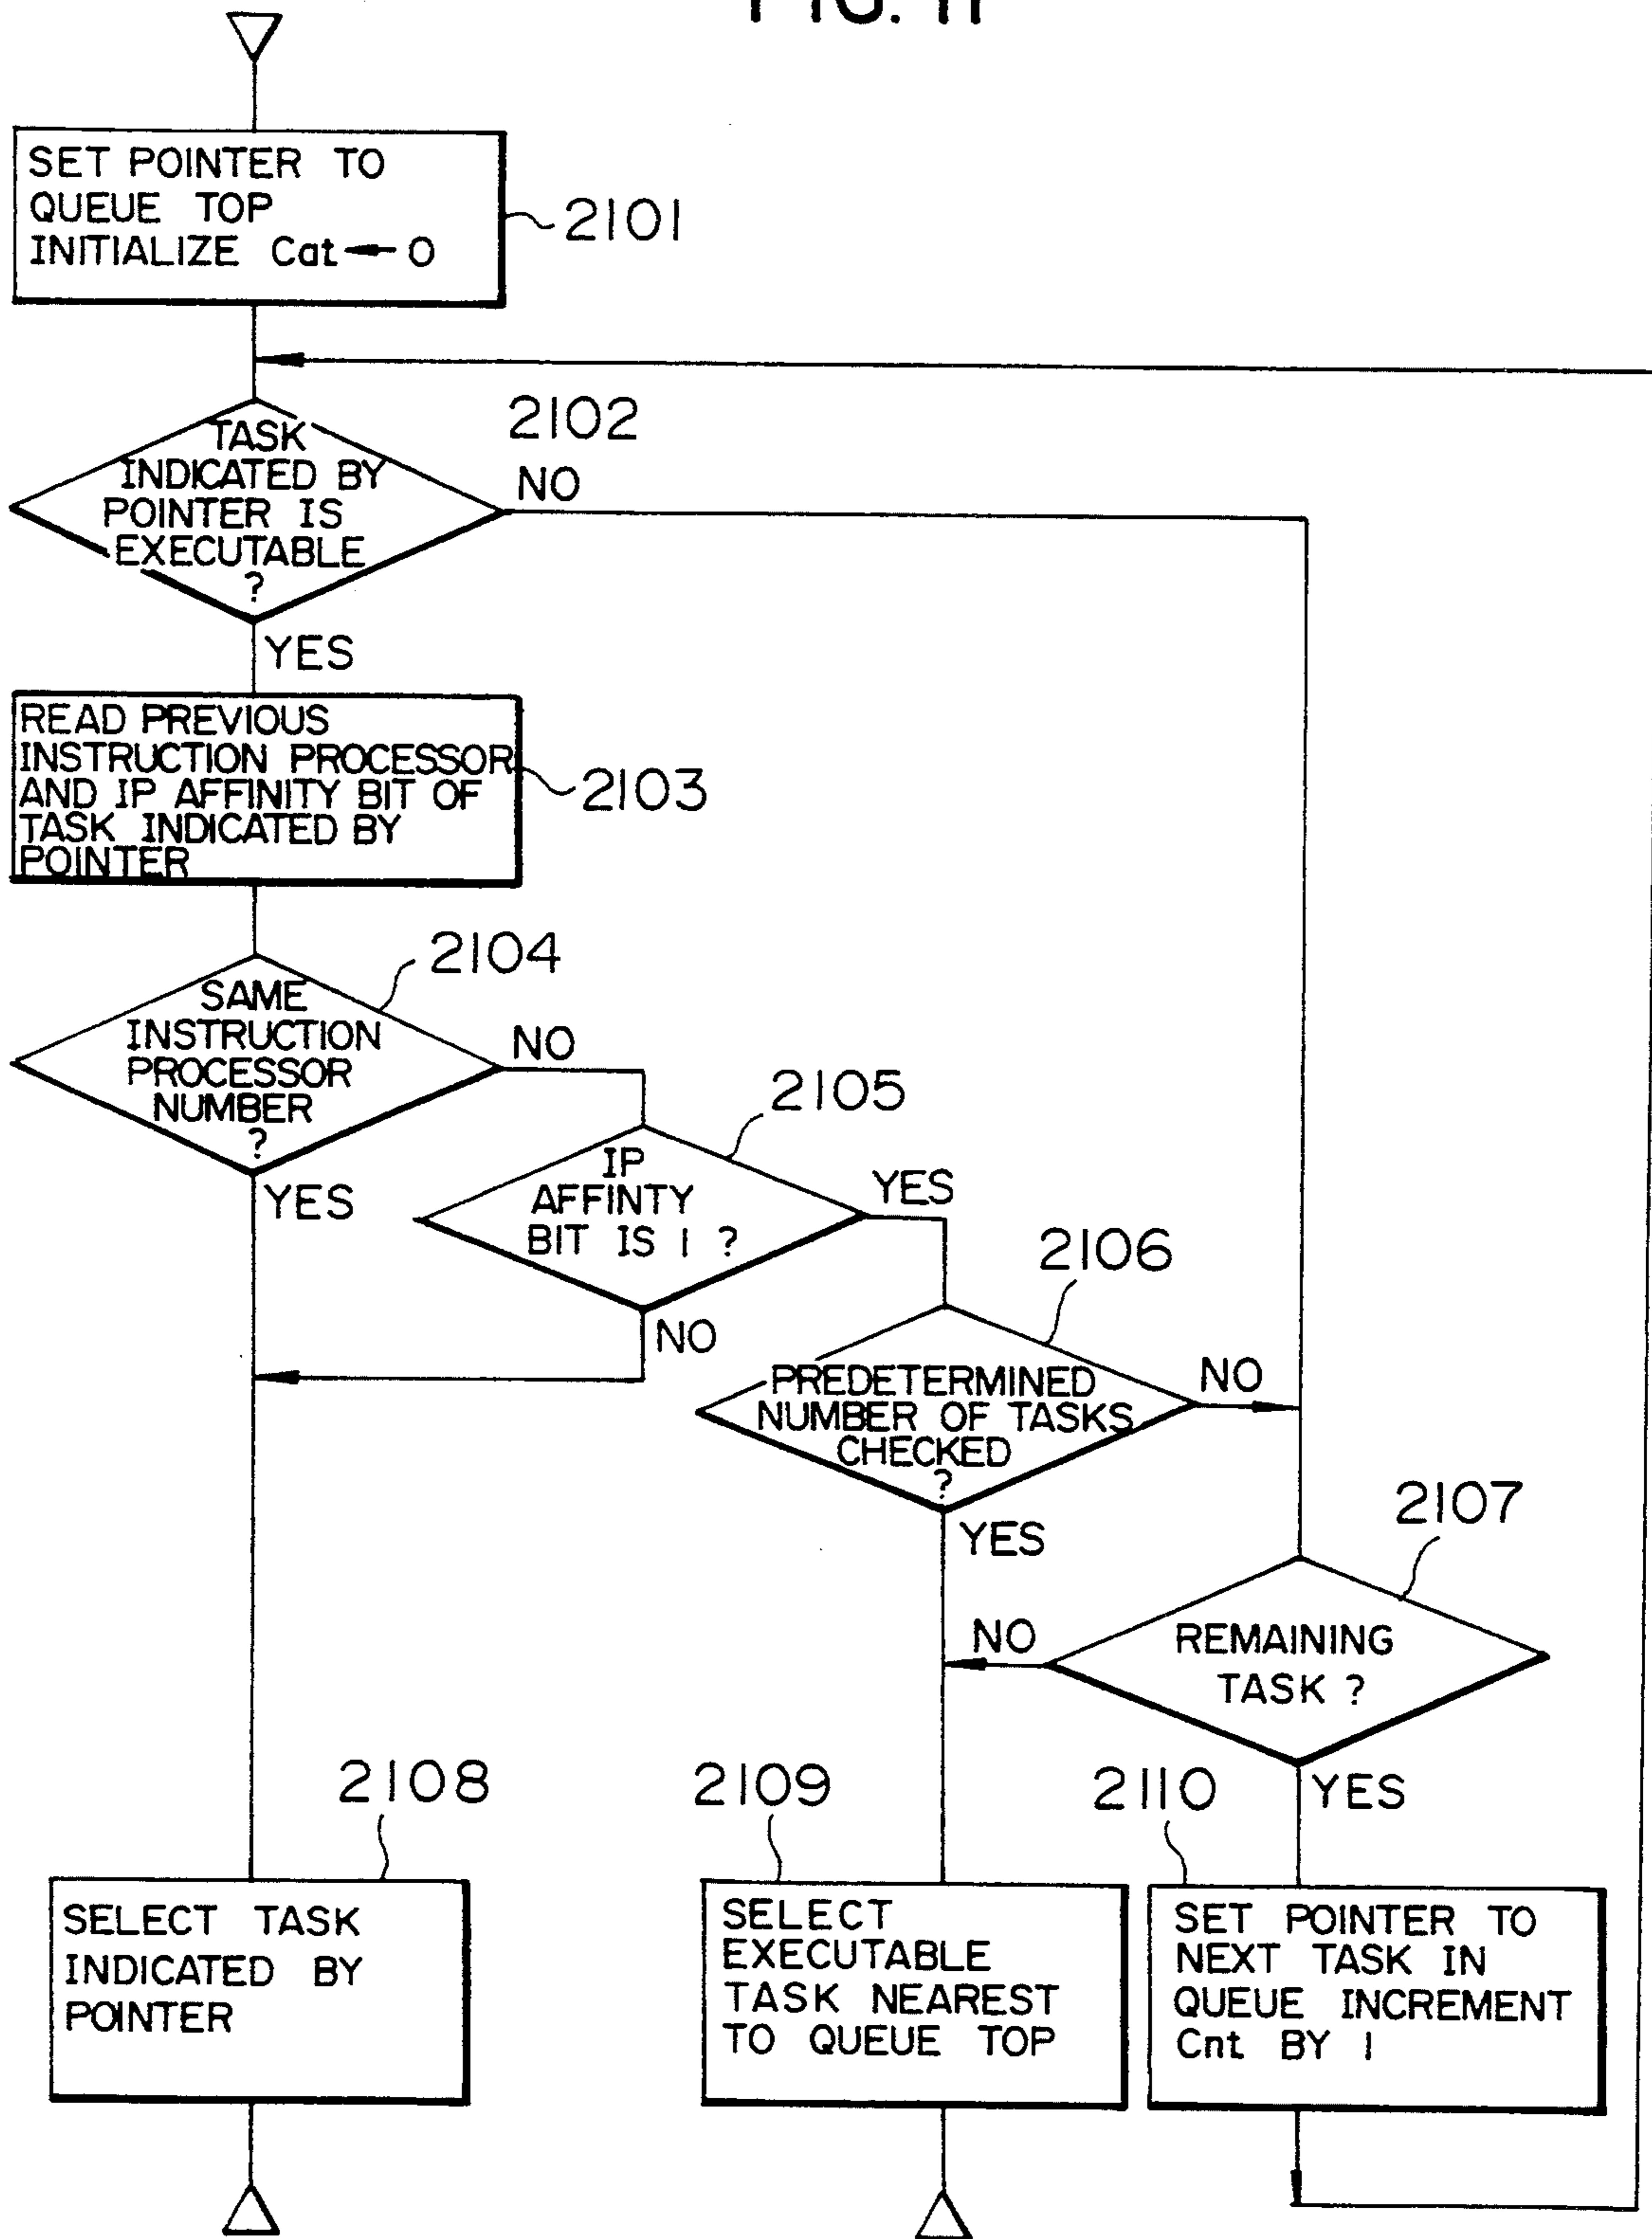 FIG. 11
SET POINTER TO
QUEUE TOP
INITIALIZE Cat ← 0
2101
2102
TASK
INDICATED BY
POINTER IS
EXECUTABLE
?
NO
YES
READ PREVIOUS
INSTRUCTION PROCESSOR
AND IP AFFINITY BIT OF
TASK INDICATED BY
POINTER
2103
2104
SAME
INSTRUCTION
PROCESSOR
NUMBER
?
NO
YES
2105
IP
AFFINTY
BIT IS 1 ?
YES
NO
2106
PREDETERMINED
NUMBER OF TASKS
CHECKED
?
NO
YES
2107
REMAINING
TASK ?
NO
YES
2108
SELECT TASK
INDICATED BY
POINTER
2109
SELECT
EXECUTABLE
TASK NEAREST
TO QUEUE TOP
2110
SET POINTER TO
NEXT TASK IN
QUEUE INCREMENT
Cnt BY 1